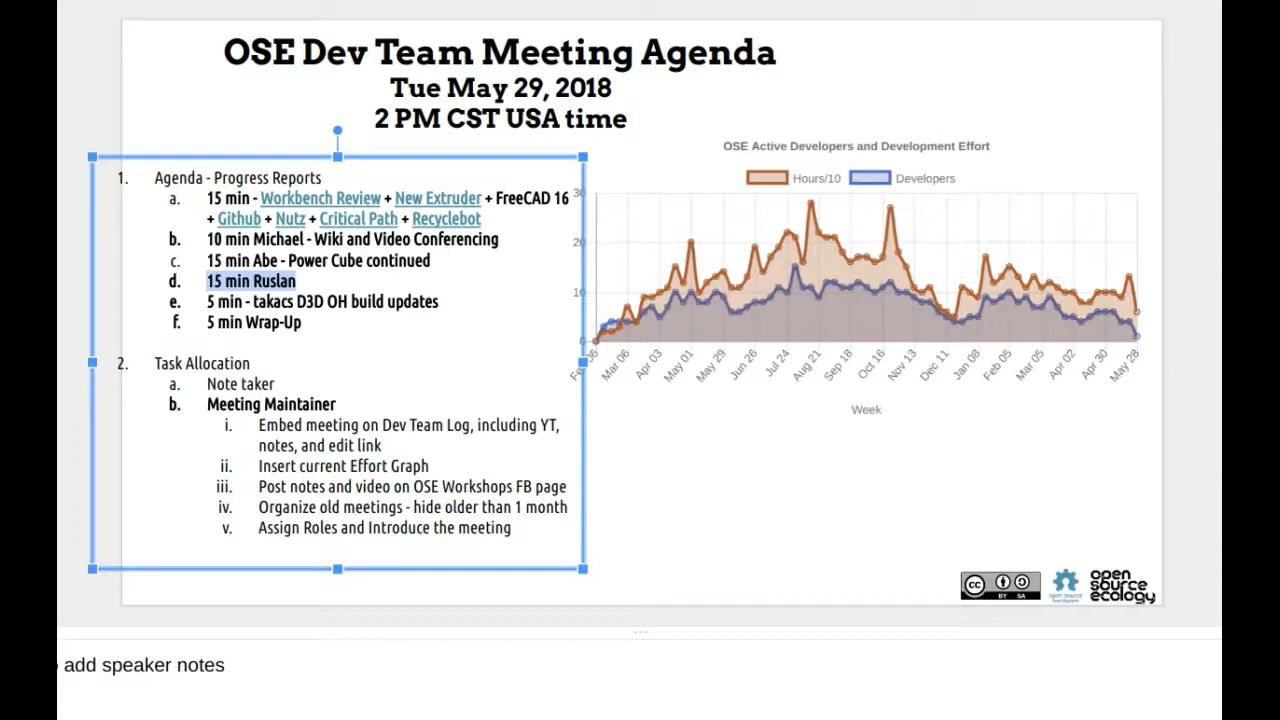 OSE Dev Team Meeting Agenda
Tue May 29, 2018
2 PM CST USA time
1. Agenda - Progress Reports
a. 15 min - Workbench Review + New Extruder + FreeCAD 16
+ Github + Nutz + Critical Path + Recyclebot
b. 10 min Michael - Wiki and Video Conferencing
c. 15 min Abe - Power Cube continued
d. 15 min Ruslan
e. 5 min - takacs D3D OH build updates
f. 5 min Wrap-Up
2. Task Allocation
a. Note taker
b. Meeting Maintainer
i. Embed meeting on Dev Team Log, including YT,
notes, and edit link
ii. Insert current Effort Graph
iii. Post notes and video on OSE Workshops FB page
iv. Organize old meetings - hide older than 1 month
v. Assign Roles and Introduce the meeting
OSE Active Developers and Development Effort
Hours/10 Developers
30
20
10
0
Mar 06 Apr 03 May 01 May 29 Jun 26 Jul 24 Aug 21 Sep 18 Oct 16 Nov 13 Dec 11 Jan 08 Feb 05 Mar 05 Apr 02 Apr 30 May 28
Week
cc BY SA
open source ecology
add speaker notes